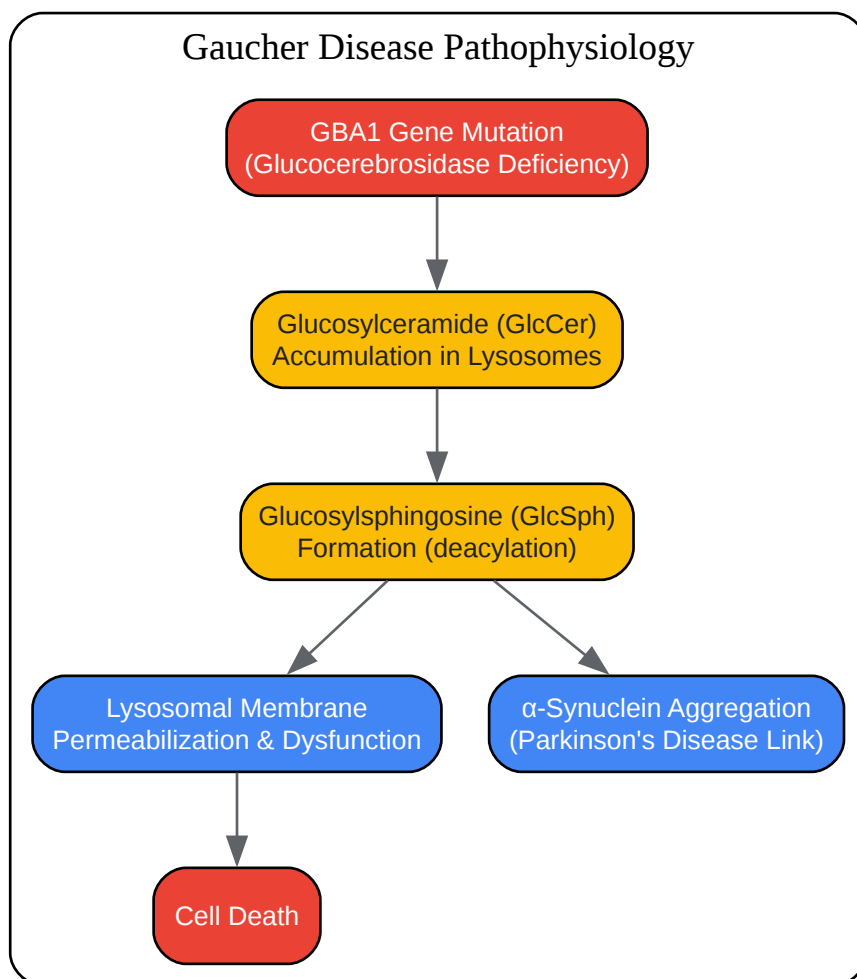 Gaucher Disease Pathophysiology
GBA1 Gene Mutation
(Glucocerebrosidase Deficiency)
Glucosylceramide (GlcCer)
Accumulation in Lysosomes
Glucosylsphingosine (GlcSph)
Formation (deacylation)
Lysosomal Membrane
Permeabilization & Dysfunction
α-Synuclein Aggregation
(Parkinson's Disease Link)
Cell Death